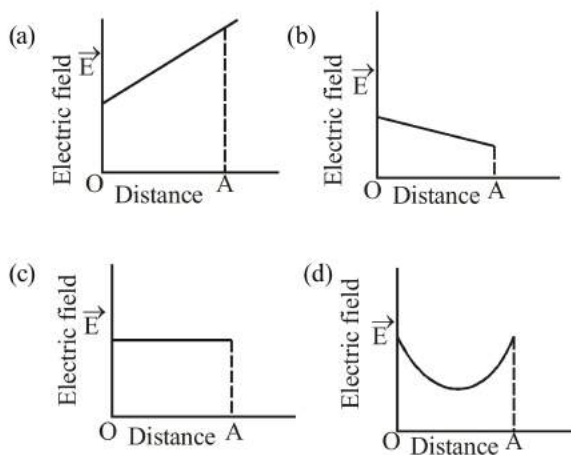 (a)
Electric field
E
O
Distance
A
(b)
Electric field
E
O
Distance
A
(c)
Electric field
E
O
Distance
A
(d)
Electric field
E
O
Distance
A